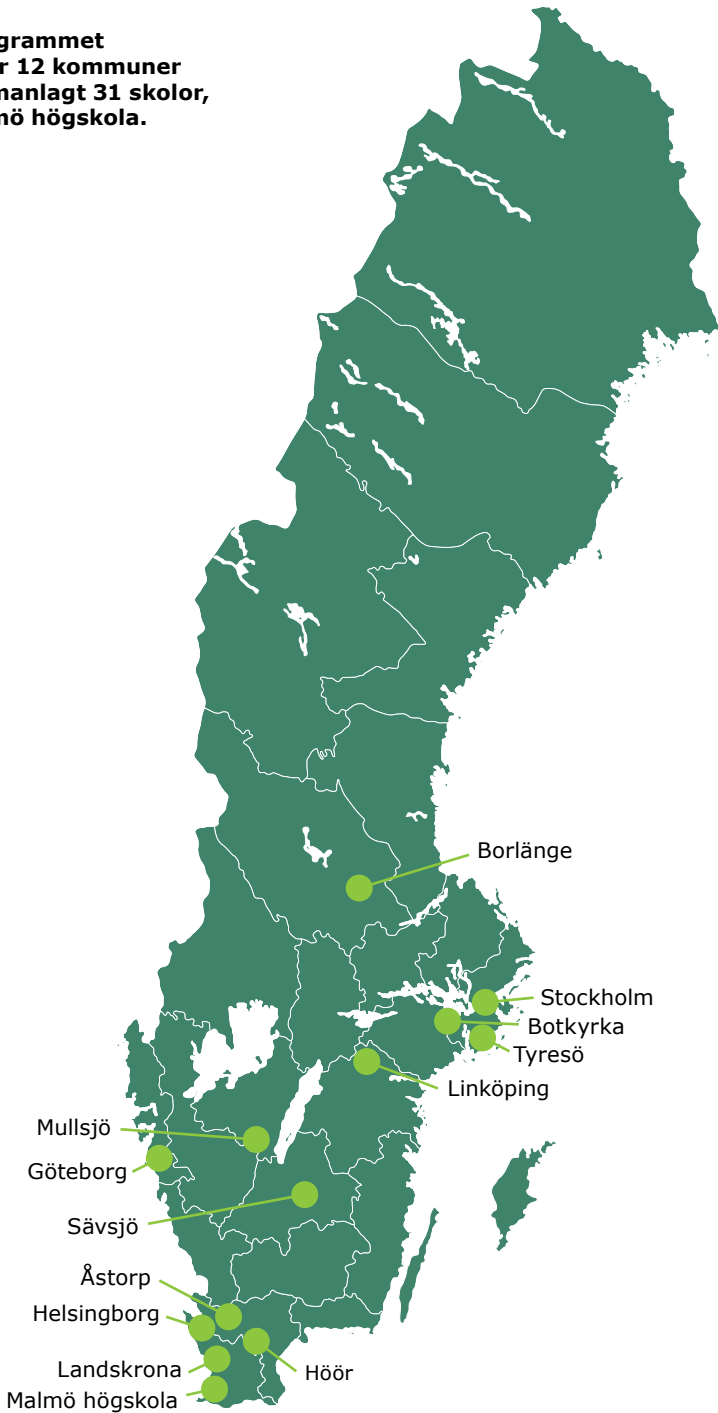 grammet
r 12 kommuner
manlagt 31 skolor,
mö högskola.
Borlänge
Stockholm
Botkyrka
Tyresö
Linköping
Mullsjö
Göteborg
Sävsjö
Åstorp
Helsingborg
Landskrona
Höör
Malmö högskola